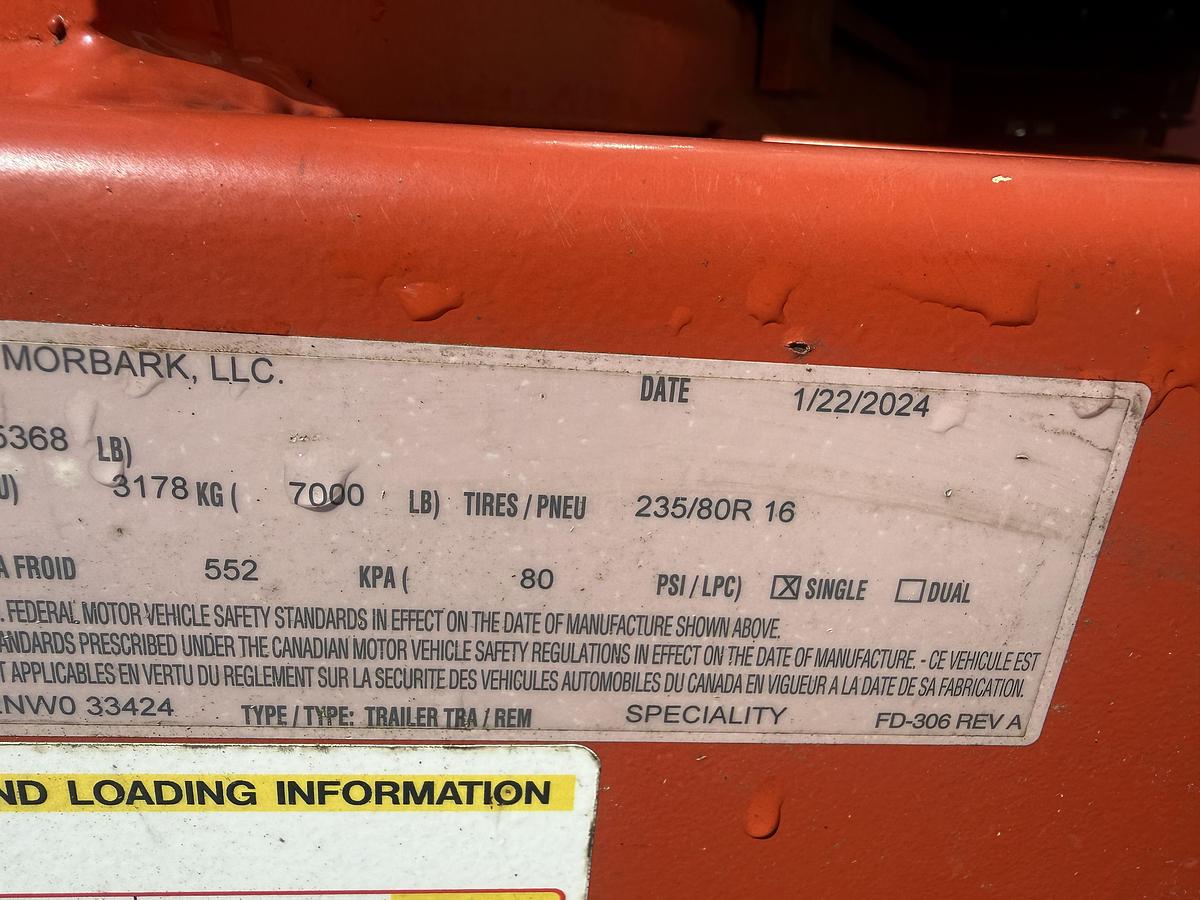 MORBARK, LLC.
DATE 1/22/2024
5368 LB)
U) 3178 KG ( 7000 LB) TIRES / PNEU 235/80R 16
A FROID 552 KPA ( 80 PSI / LPC) ☒ SINGLE ☐ DUAL
. FEDERAL MOTOR VEHICLE SAFETY STANDARDS IN EFFECT ON THE DATE OF MANUFACTURE SHOWN ABOVE.
ANDARDS PRESCRIBED UNDER THE CANADIAN MOTOR VEHICLE SAFETY REGULATIONS IN EFFECT ON THE DATE OF MANUFACTURE. - CE VEHICULE EST
T APPLICABLES EN VERTU DU REGLEMENT SUR LA SECURITE DES VEHICULES AUTOMOBILES DU CANADA EN VIGUEUR A LA DATE DE SA FABRICATION.
NW0 33424 TYPE / TYPE: TRAILER TRA / REM SPECIALITY FD-306 REV A
ND LOADING INFORMATION